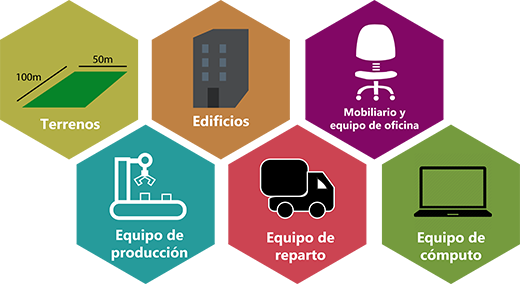 50m
100m
Terrenos
Edificios
Mobiliario y
equipo de oficina
Equipo de
producción
Equipo de
reparto
Equipo de
cómputo